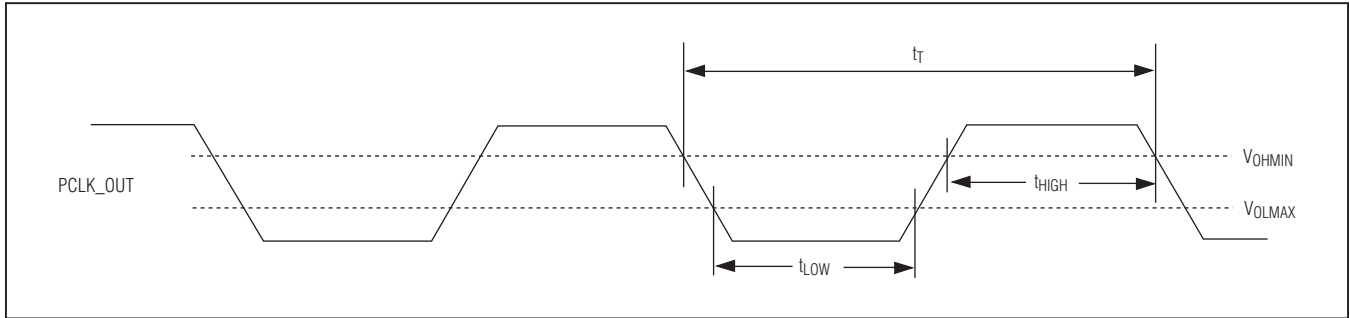 tT
VOHMIN
PCLK_OUT
tHIGH
VOLMAX
tLOW